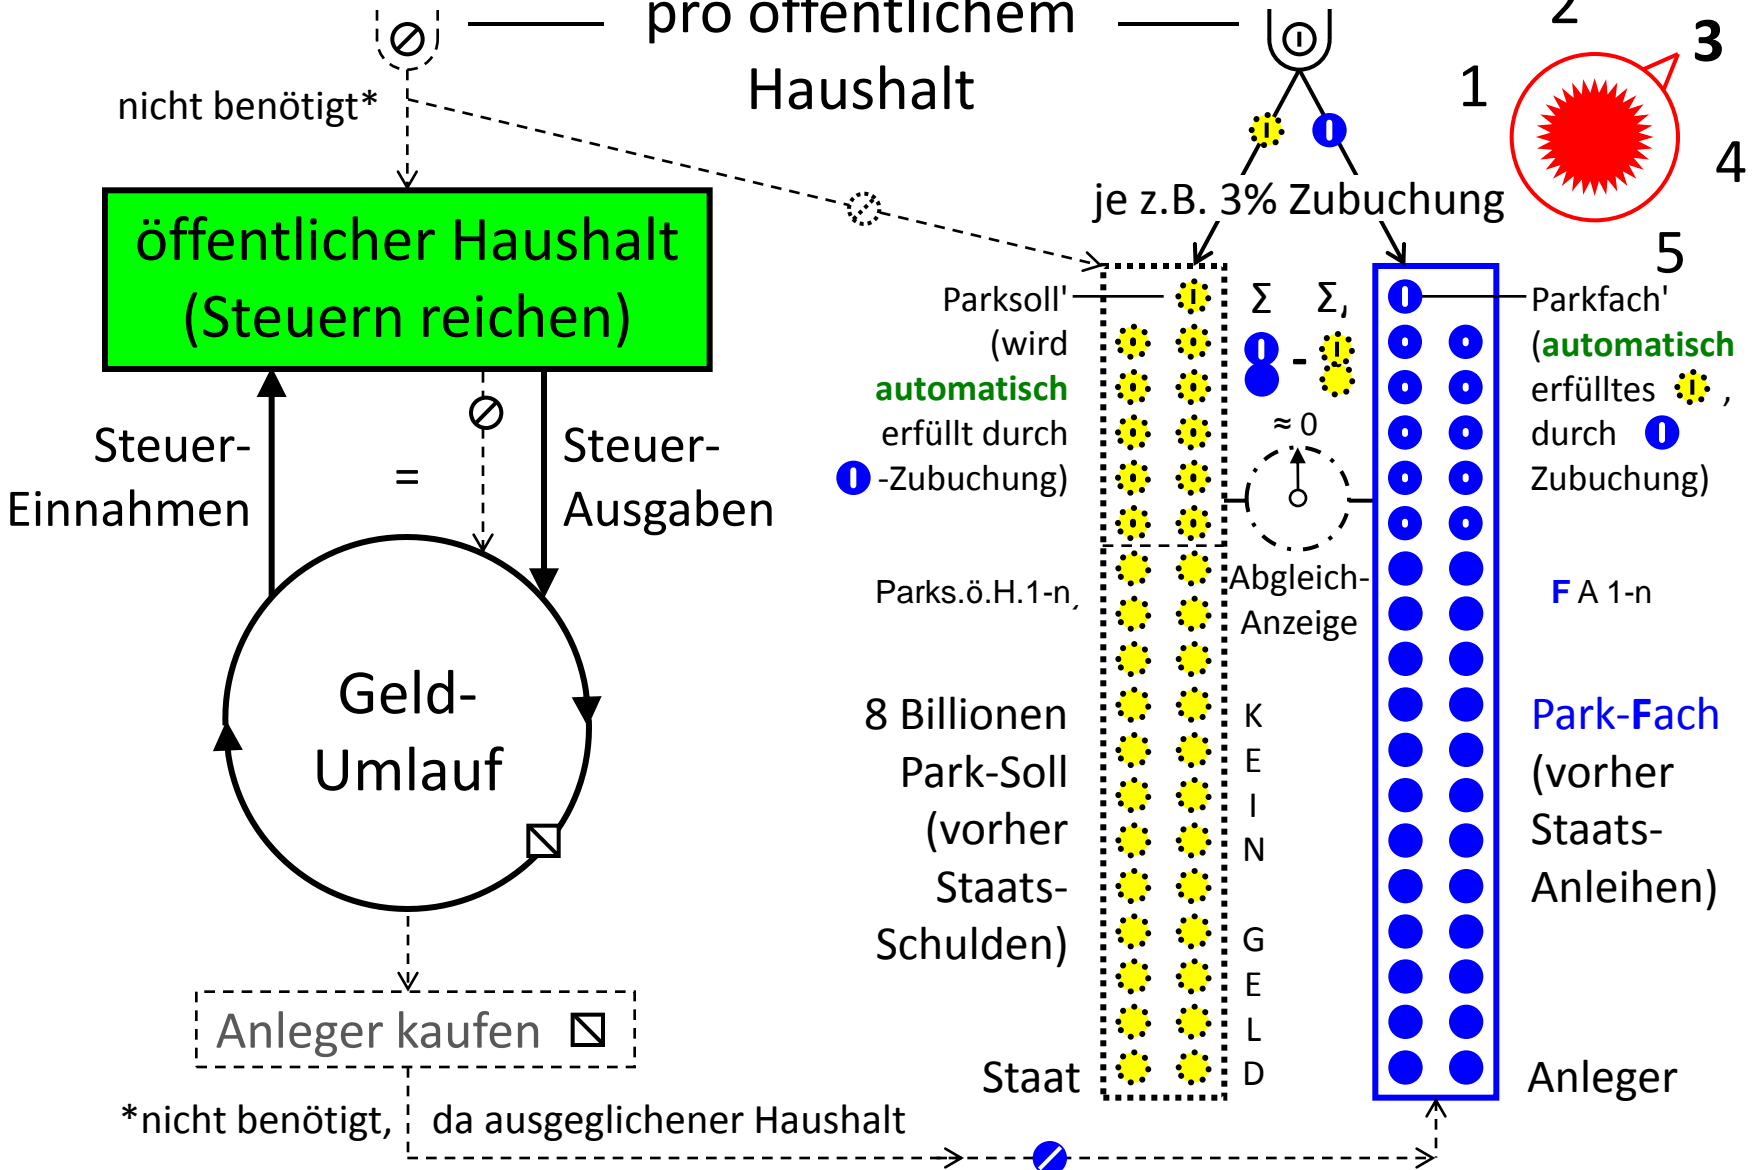 pro öffentlichem
Haushalt
nicht benötigt*
1
2
3
4
5
je z.B. 3% Zubuchung
öffentlicher Haushalt
(Steuern reichen)
Steuer-
Einnahmen
=
Steuer-
Ausgaben
Geld-
Umlauf
Anleger kaufen
*nicht benötigt, da ausgeglichener Haushalt
Parksoll'
(wird
automatisch
erfüllt durch
-Zubuchung)
Parks.ö.H.1-n,
8 Billionen
Park-Soll
(vorher
Staats-
Schulden)
Staat
Σ Σ,
-
≈ 0
Abgleich-
Anzeige
K
E
I
N
G
E
L
D
Parkfach'
(automatisch
erfülltes ,
durch
Zubuchung)
F A 1-n
Park-Fach
(vorher
Staats-
Anleihen)
Anleger